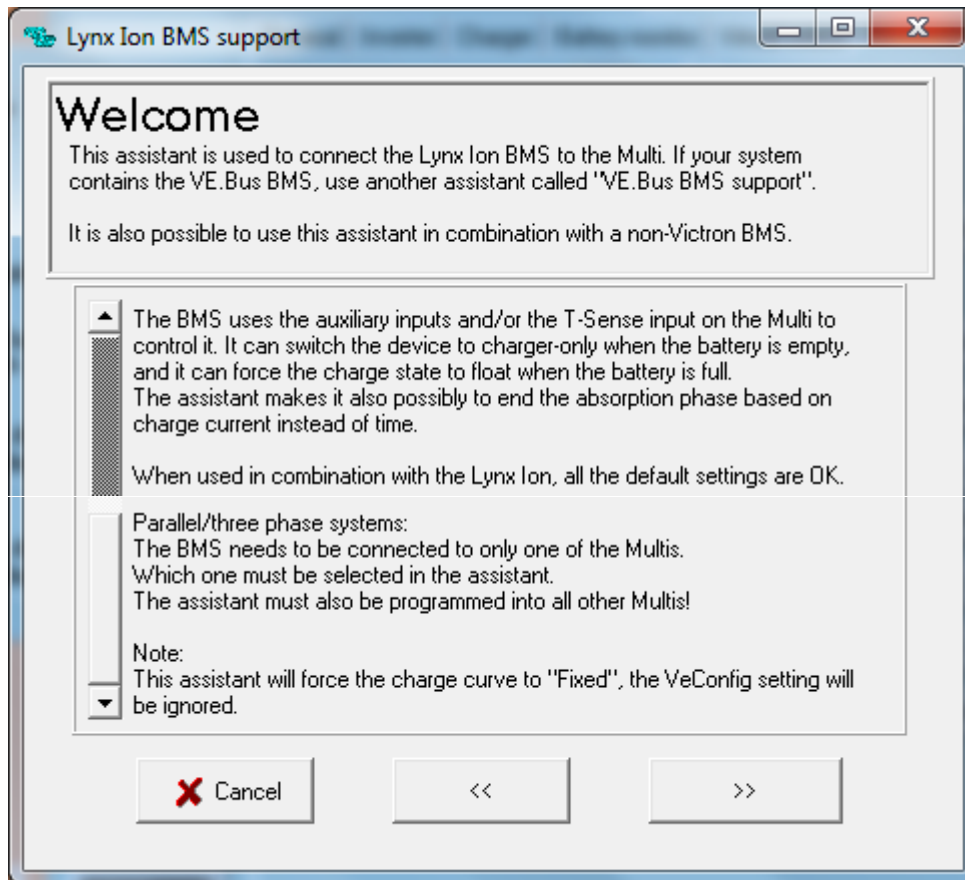 Lynx Ion BMS support
Welcome
This assistant is used to connect the Lynx Ion BMS to the Multi. If your system
contains the VE.Bus BMS, use another assistant called "VE.Bus BMS support".
It is also possible to use this assistant in combination with a non-Victron BMS.
The BMS uses the auxiliary inputs and/or the T-Sense input on the Multi to
control it. It can switch the device to charger-only when the battery is empty,
and it can force the charge state to float when the battery is full.
The assistant makes it also possibly to end the absorption phase based on
charge current instead of time.
When used in combination with the Lynx Ion, all the default settings are OK.
Parallel/three phase systems:
The BMS needs to be connected to only one of the Multis.
Which one must be selected in the assistant.
The assistant must also be programmed into all other Multis!
Note:
This assistant will force the charge curve to "Fixed", the VeConfig setting will
be ignored.
Cancel
<<
>>